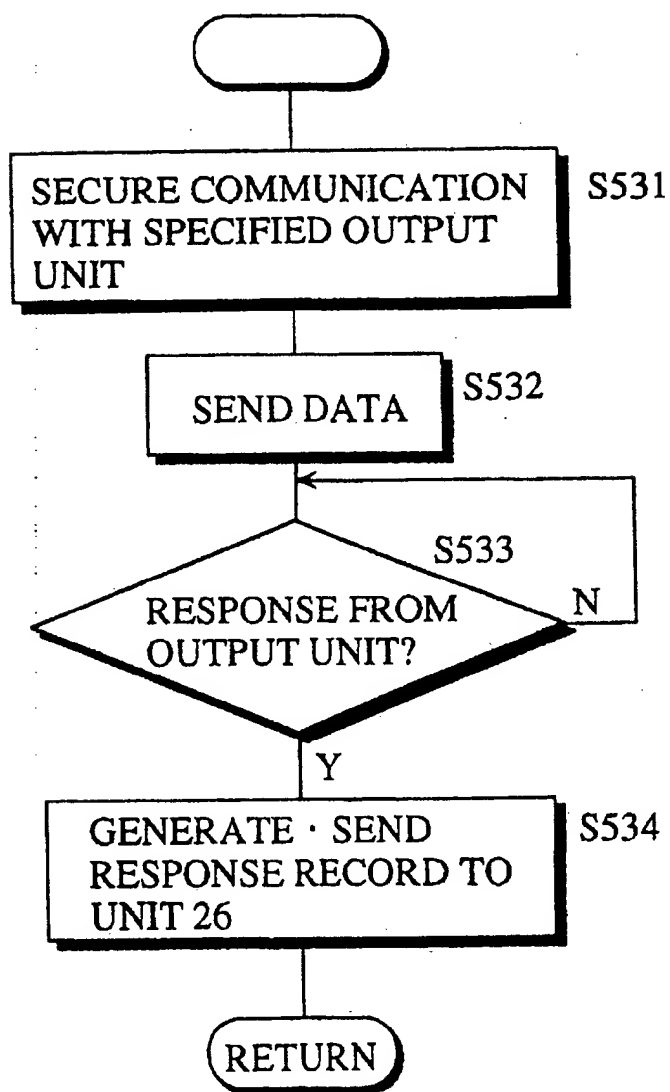 SECURE COMMUNICATION
WITH SPECIFIED OUTPUT
UNIT
S531
SEND DATA
S532
S533
RESPONSE FROM
OUTPUT UNIT?
N
Y
GENERATE · SEND
RESPONSE RECORD TO
UNIT 26
S534
RETURN